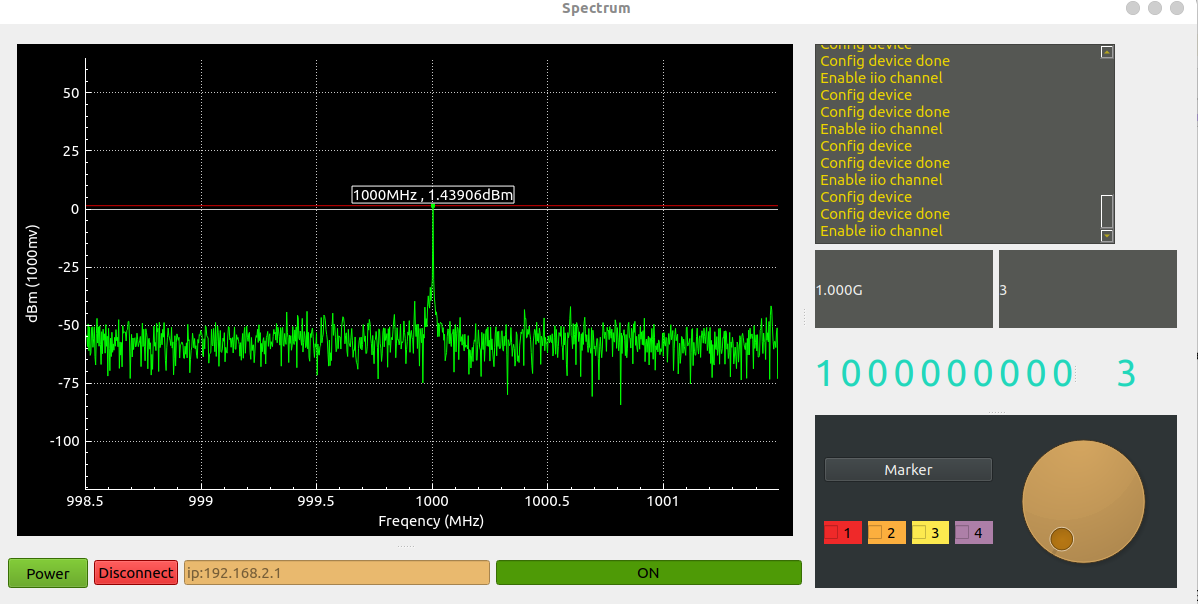 Spectrum
50
25
0
-25
-50
-75
-100
dBm (1000mv)
1000MHz , 1.43906dBm
998.5
999
999.5
1000
1000.5
1001
Freqency (MHz)
Config device
Config device done
Enable iio channel
Config device
Config device done
Enable iio channel
Config device
Config device done
Enable iio channel
Config device
Config device done
Enable iio channel
1.000G
3
1000000000 3
Marker
1 2 3 4
Power Disconnect ip:192.168.2.1 ON